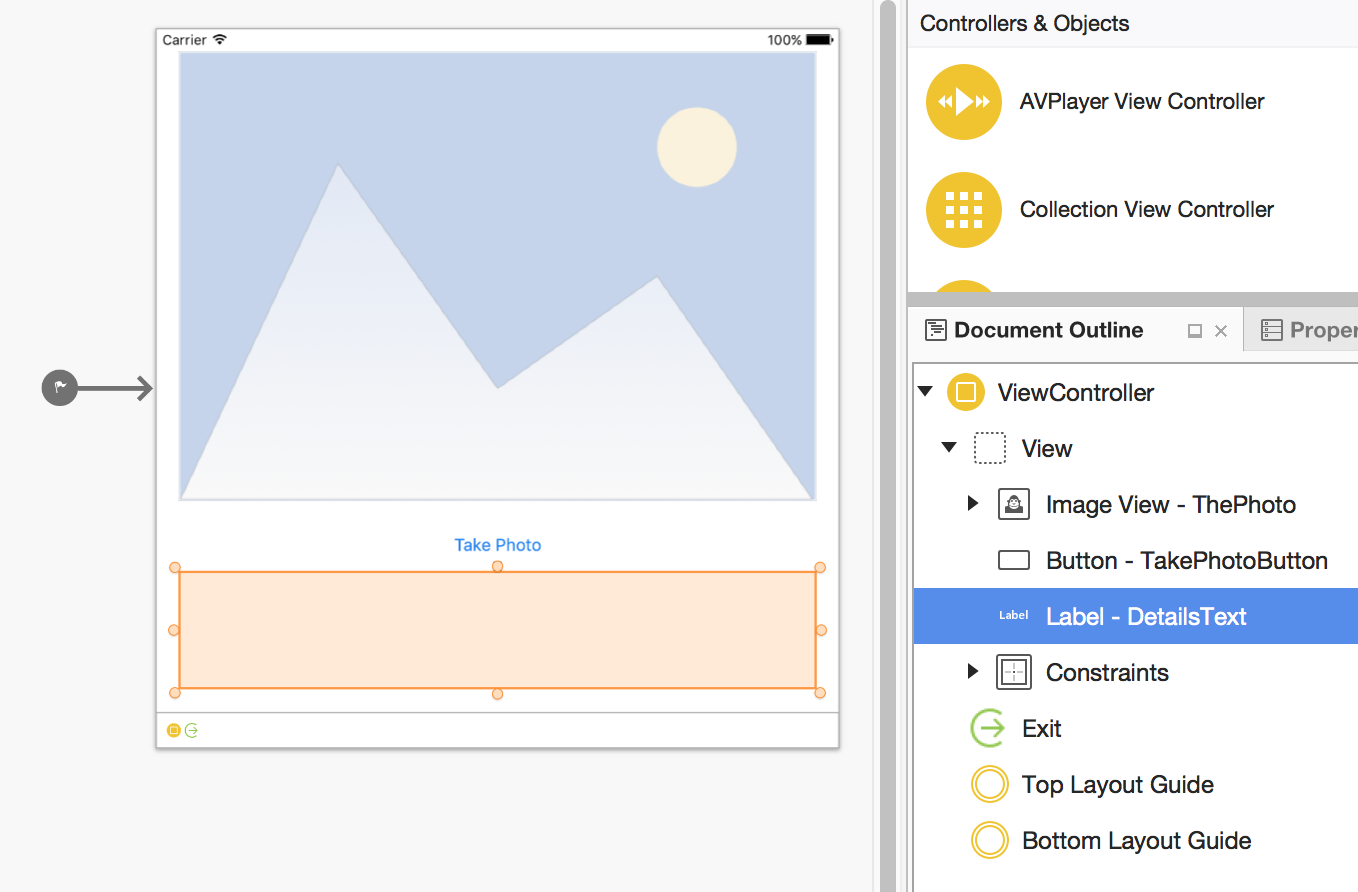 Carrier 100%
Take Photo
Controllers & Objects
AVPlayer View Controller
Collection View Controller
Document Outline
Proper
ViewController
View
Image View - ThePhoto
Button - TakePhotoButton
Label Label - DetailsText
Constraints
Exit
Top Layout Guide
Bottom Layout Guide